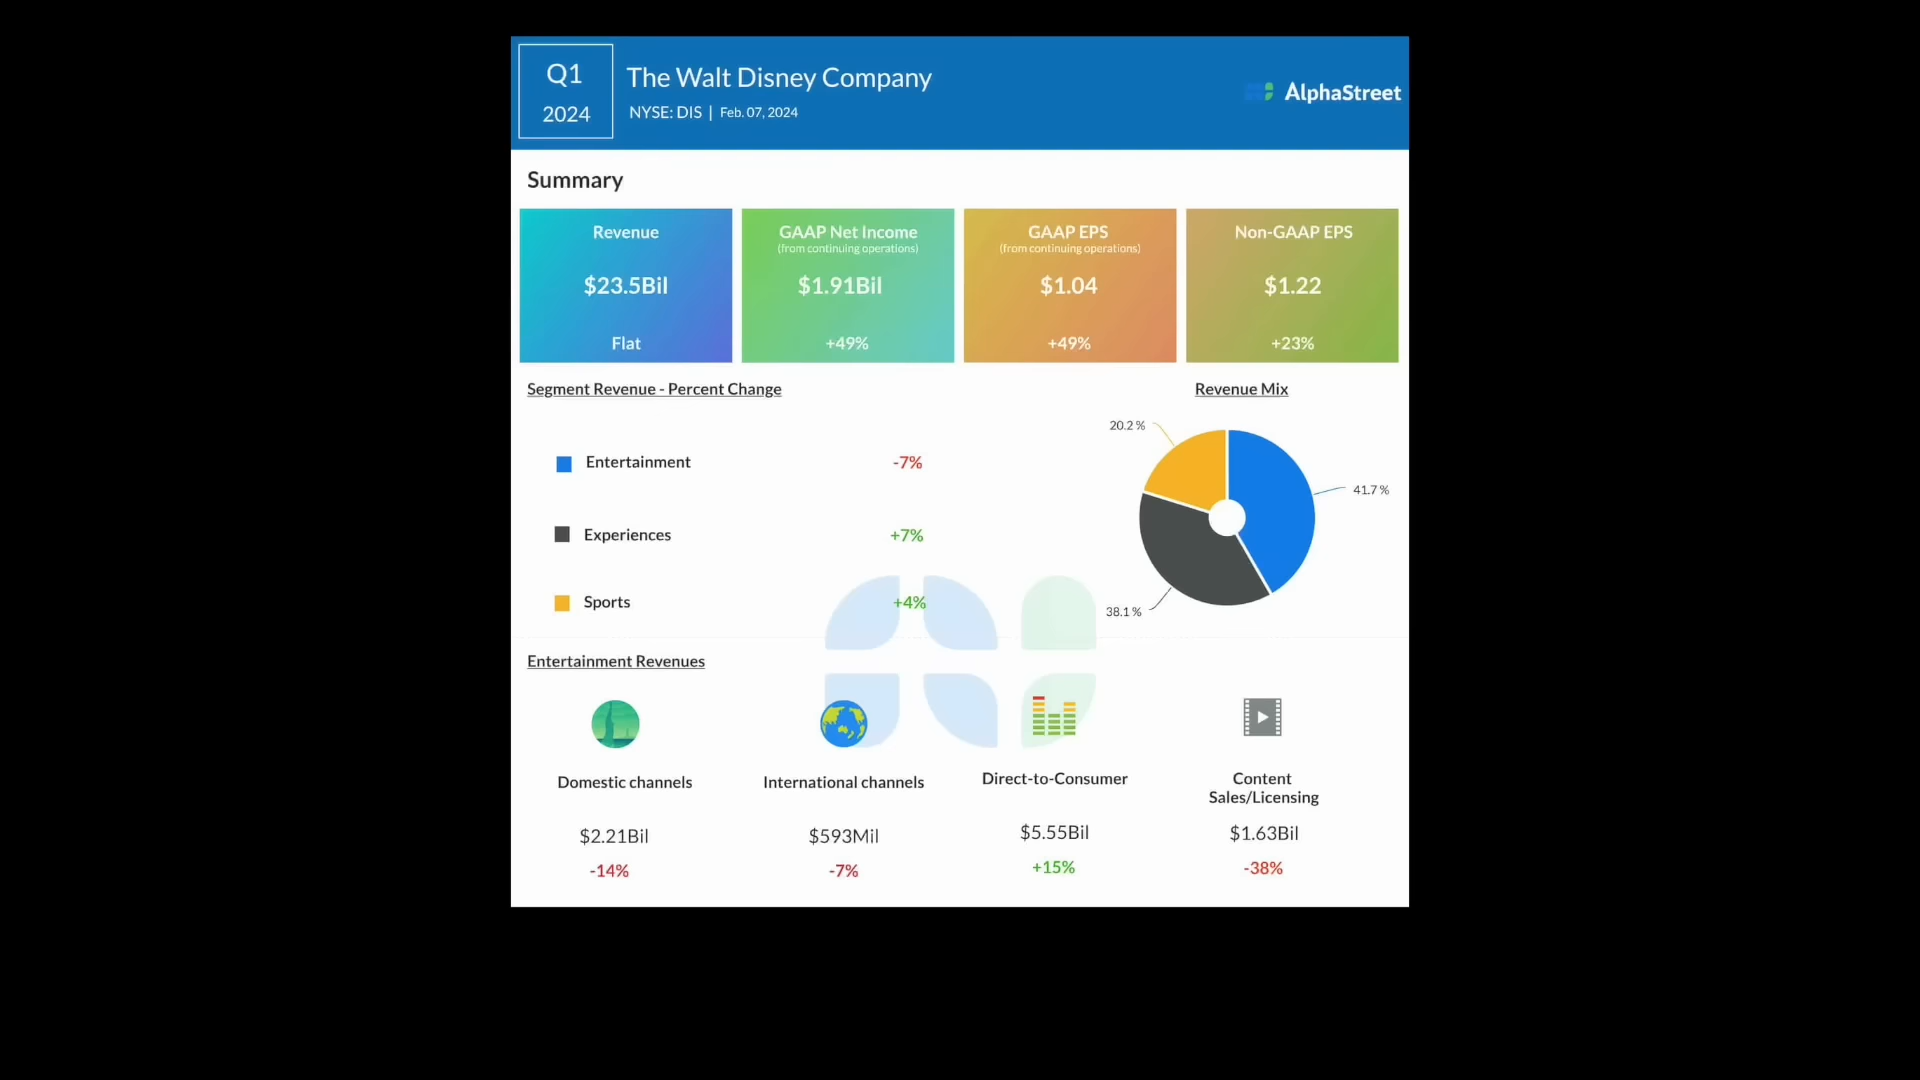 Q1
2024
The Walt Disney Company
NYSE: DIS | Feb. 07, 2024
AlphaStreet
Summary
Revenue
$23.5Bil
Flat
GAAP Net Income
(from continuing operations)
$1.91Bil
+49%
GAAP EPS
(from continuing operations)
$1.04
+49%
Non-GAAP EPS
$1.22
+23%
Segment Revenue - Percent Change
Entertainment -7%
Experiences +7%
Sports +4%
Revenue Mix
20.2 %
41.7 %
38.1 %
Entertainment Revenues
Domestic channels
$2.21Bil
-14%
International channels
$593Mil
-7%
Direct-to-Consumer
$5.55Bil
+15%
Content
Sales/Licensing
$1.63Bil
-38%